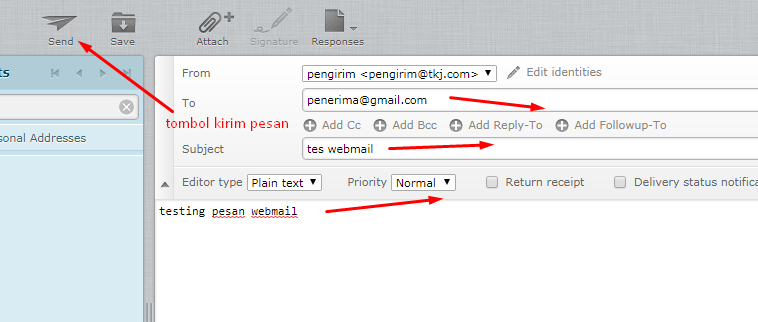 Send Save Attach Signature Responses
ts
From pengirim <pengirim@tkj.com> Edit identities
To penerima@gmail.com
tombol kirim pesan
Add Cc Add Bcc Add Reply-To Add Followup-To
sonal Addresses
Subject tes webmail
Editor type Plain text Priority Normal Return receipt Delivery status notifica
testing pesan webmail